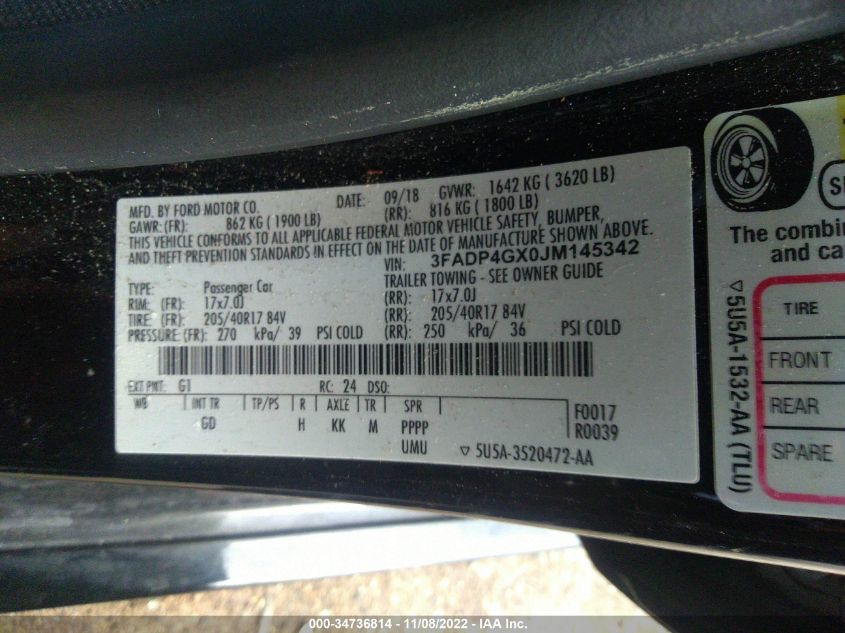 MFD. BY FORD MOTOR CO. DATE: 09/18 GVWR: 1642 KG ( 3620 LB)
GAWR: (FR): 862 KG ( 1900 LB) (RR): 816 KG ( 1800 LB)
THIS VEHICLE CONFORMS TO ALL APPLICABLE FEDERAL MOTOR VEHICLE SAFETY, BUMPER,
AND THEFT PREVENTION STANDARDS IN EFFECT ON THE DATE OF MANUFACTURE SHOWN ABOVE.
VIN: 3FADP4GX0JM145342
TYPE: Passenger Car TRAILER TOWING - SEE OWNER GUIDE
RIM: (FR): 17x7.0J (RR): 17x7.0J
TIRE: (FR): 205/40R17 84V (RR): 205/40R17 84V
PRESSURE: (FR): 270 kPa/ 39 PSI COLD (RR): 250 kPa/ 36 PSI COLD
EXT PNT: G1 RC: 24 DSO:
WB INT TR TP/PS R AXLE TR SPR F0017
GD H KK M PPPP R0039
UMU ▽ 5U5A-3520472-AA
The combin
and ca
TIRE
FRONT
REAR
SPARE
▽5U5A-1532-AA (TLU)
000-34736814 - 11/08/2022 - IAA Inc.